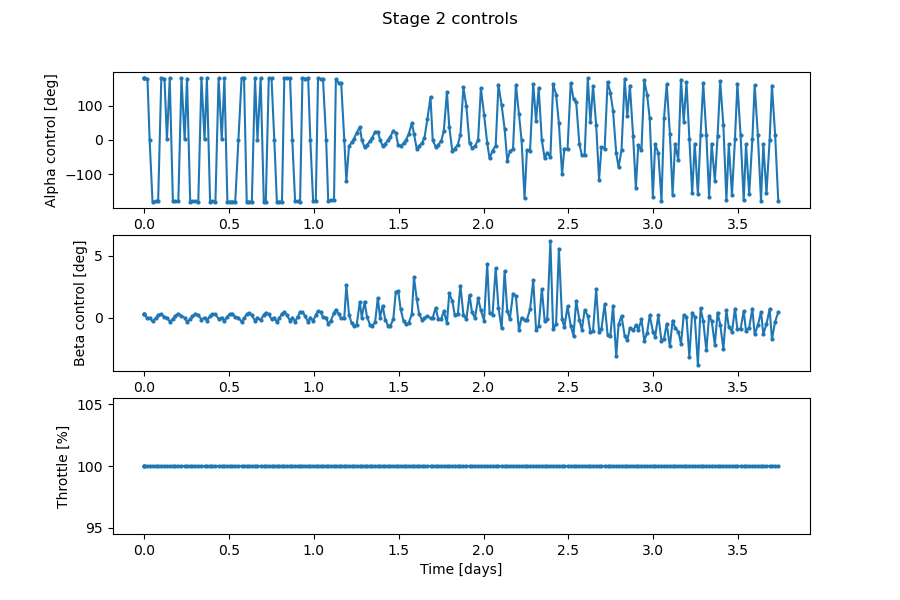 Stage 2 controls
Alpha control [deg]
100
0
−100
0.0 0.5 1.0 1.5 2.0 2.5 3.0 3.5
Beta control [deg]
5
0
0.0 0.5 1.0 1.5 2.0 2.5 3.0 3.5
Throttle [%]
105
100
95
0.0 0.5 1.0 1.5 2.0 2.5 3.0 3.5
Time [days]